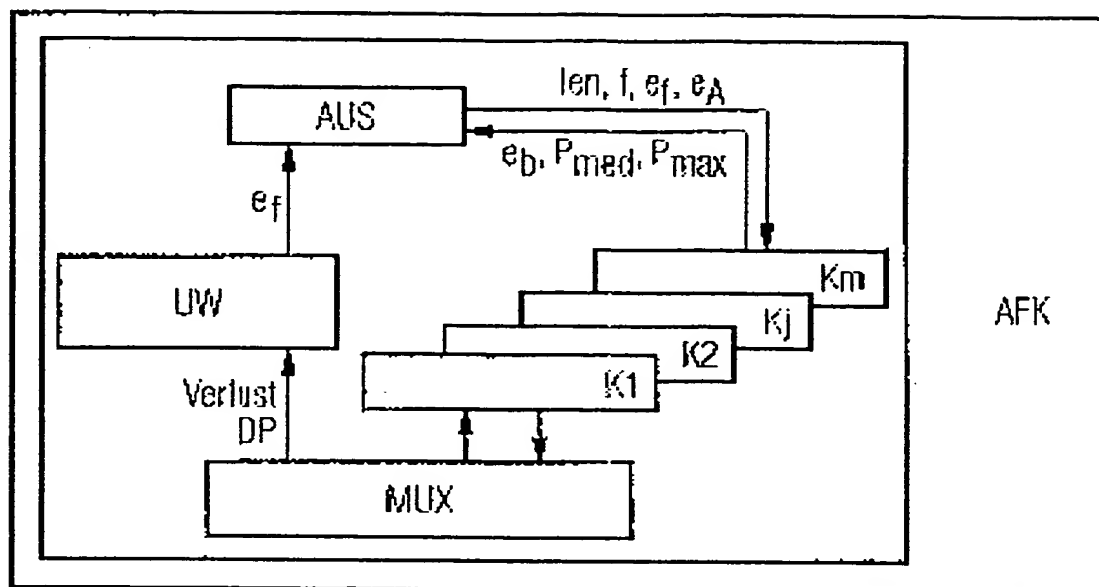 len, f, e_f, e_A
AUS
e_b, P_med, P_max
e_f
Km
UW
Kj
AFK
K2
K1
Verlust
DP
MUX